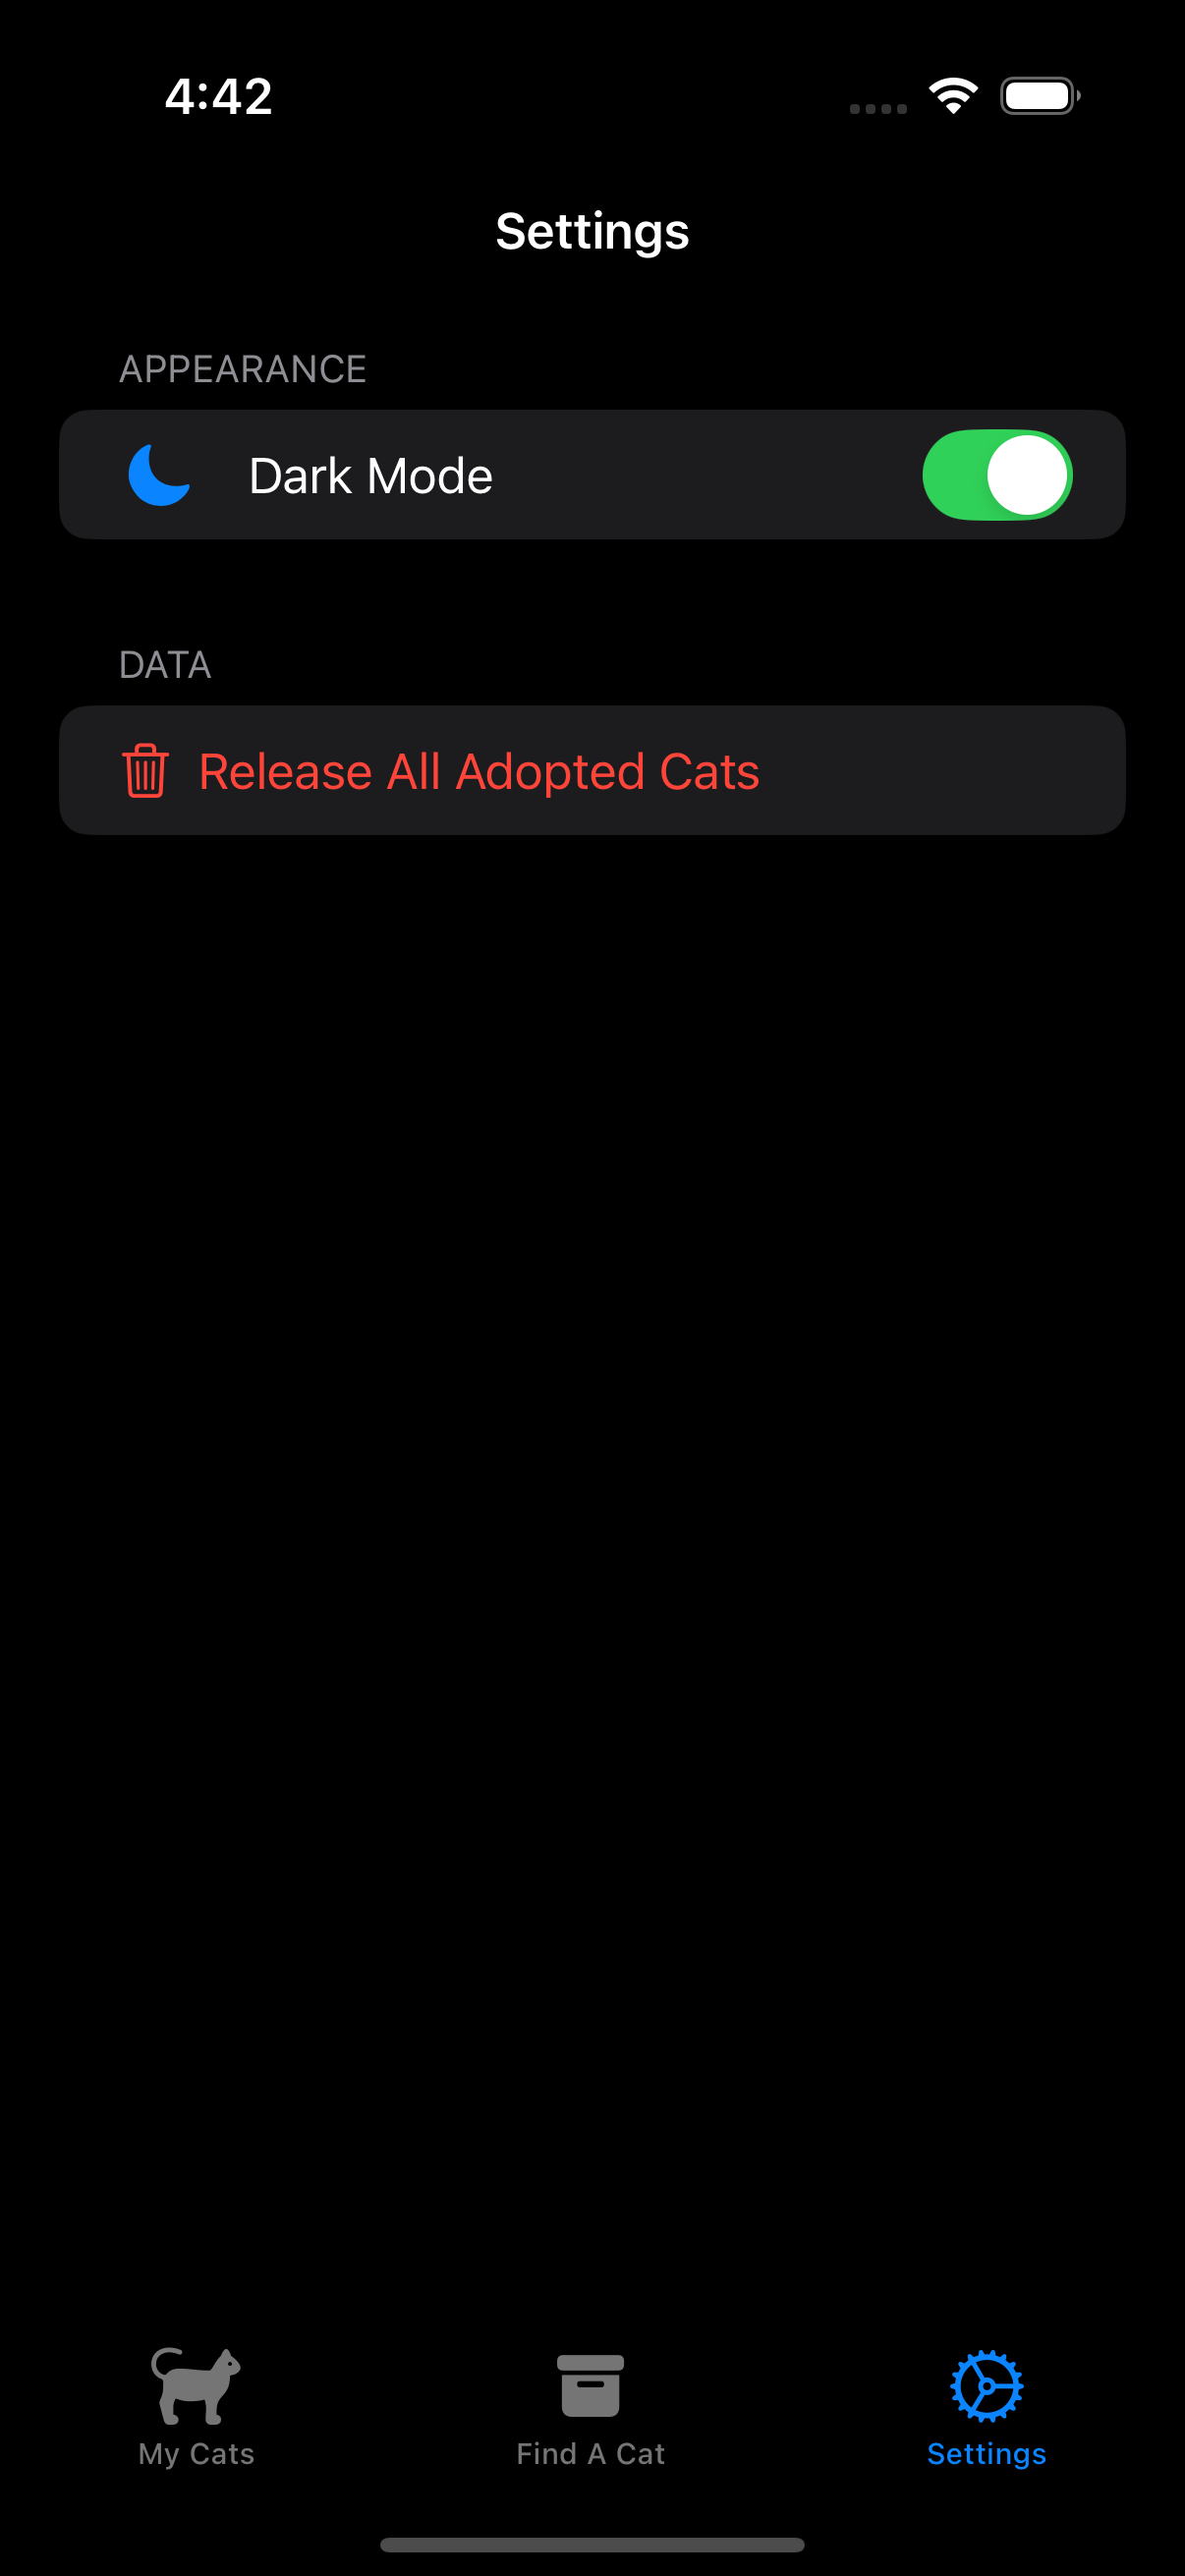 4:42
Settings
APPEARANCE
Dark Mode
DATA
Release All Adopted Cats
My Cats
Find A Cat
Settings